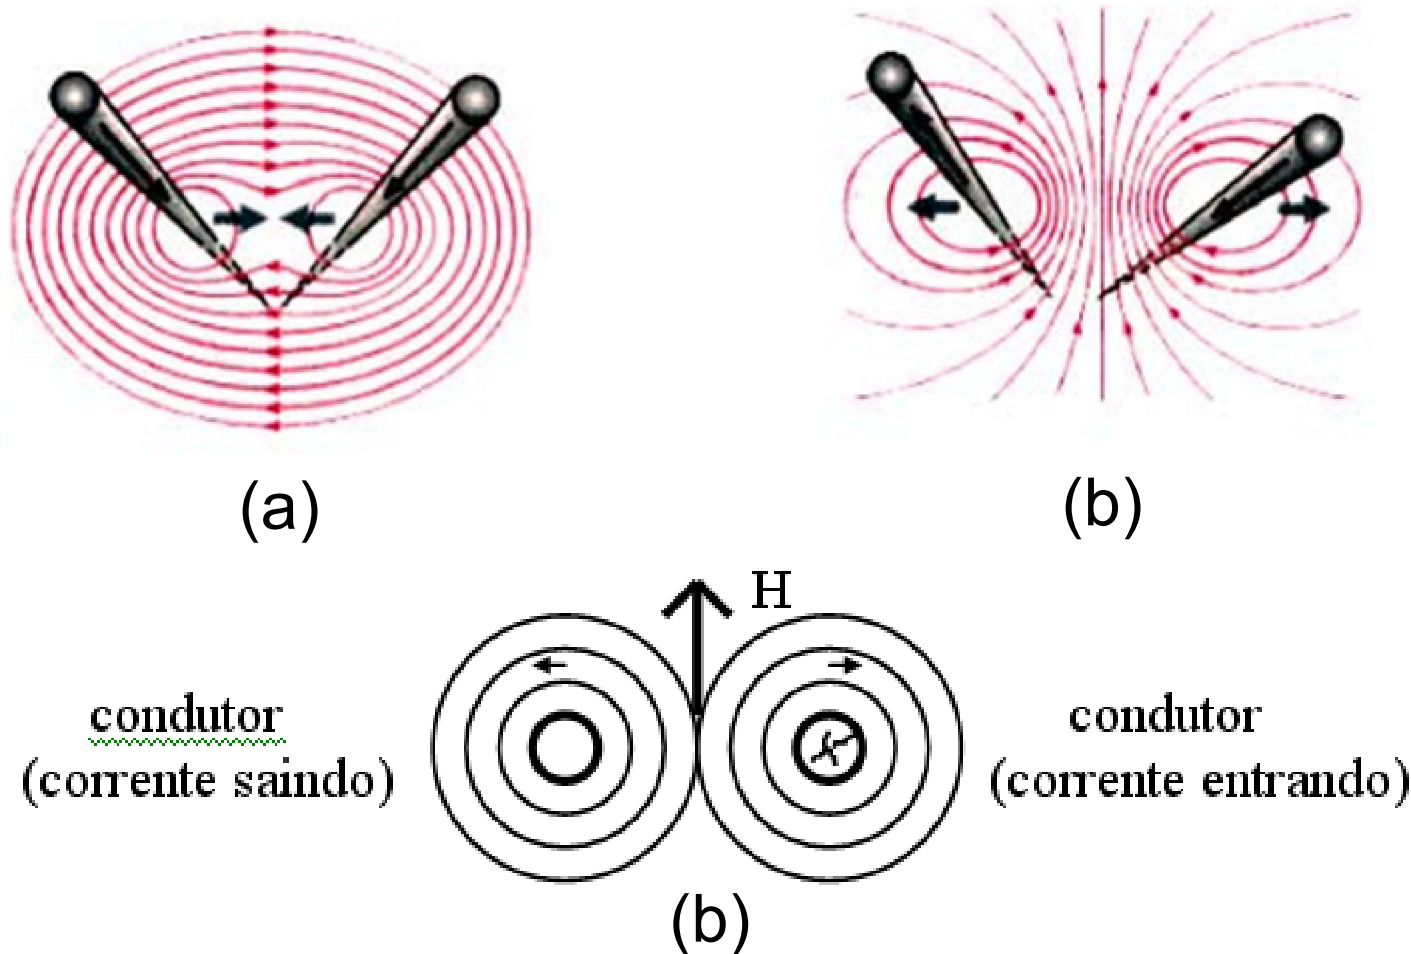 (a)
(b)
H
condutor
(corrente saindo)
condutor
(corrente entrando)
(b)